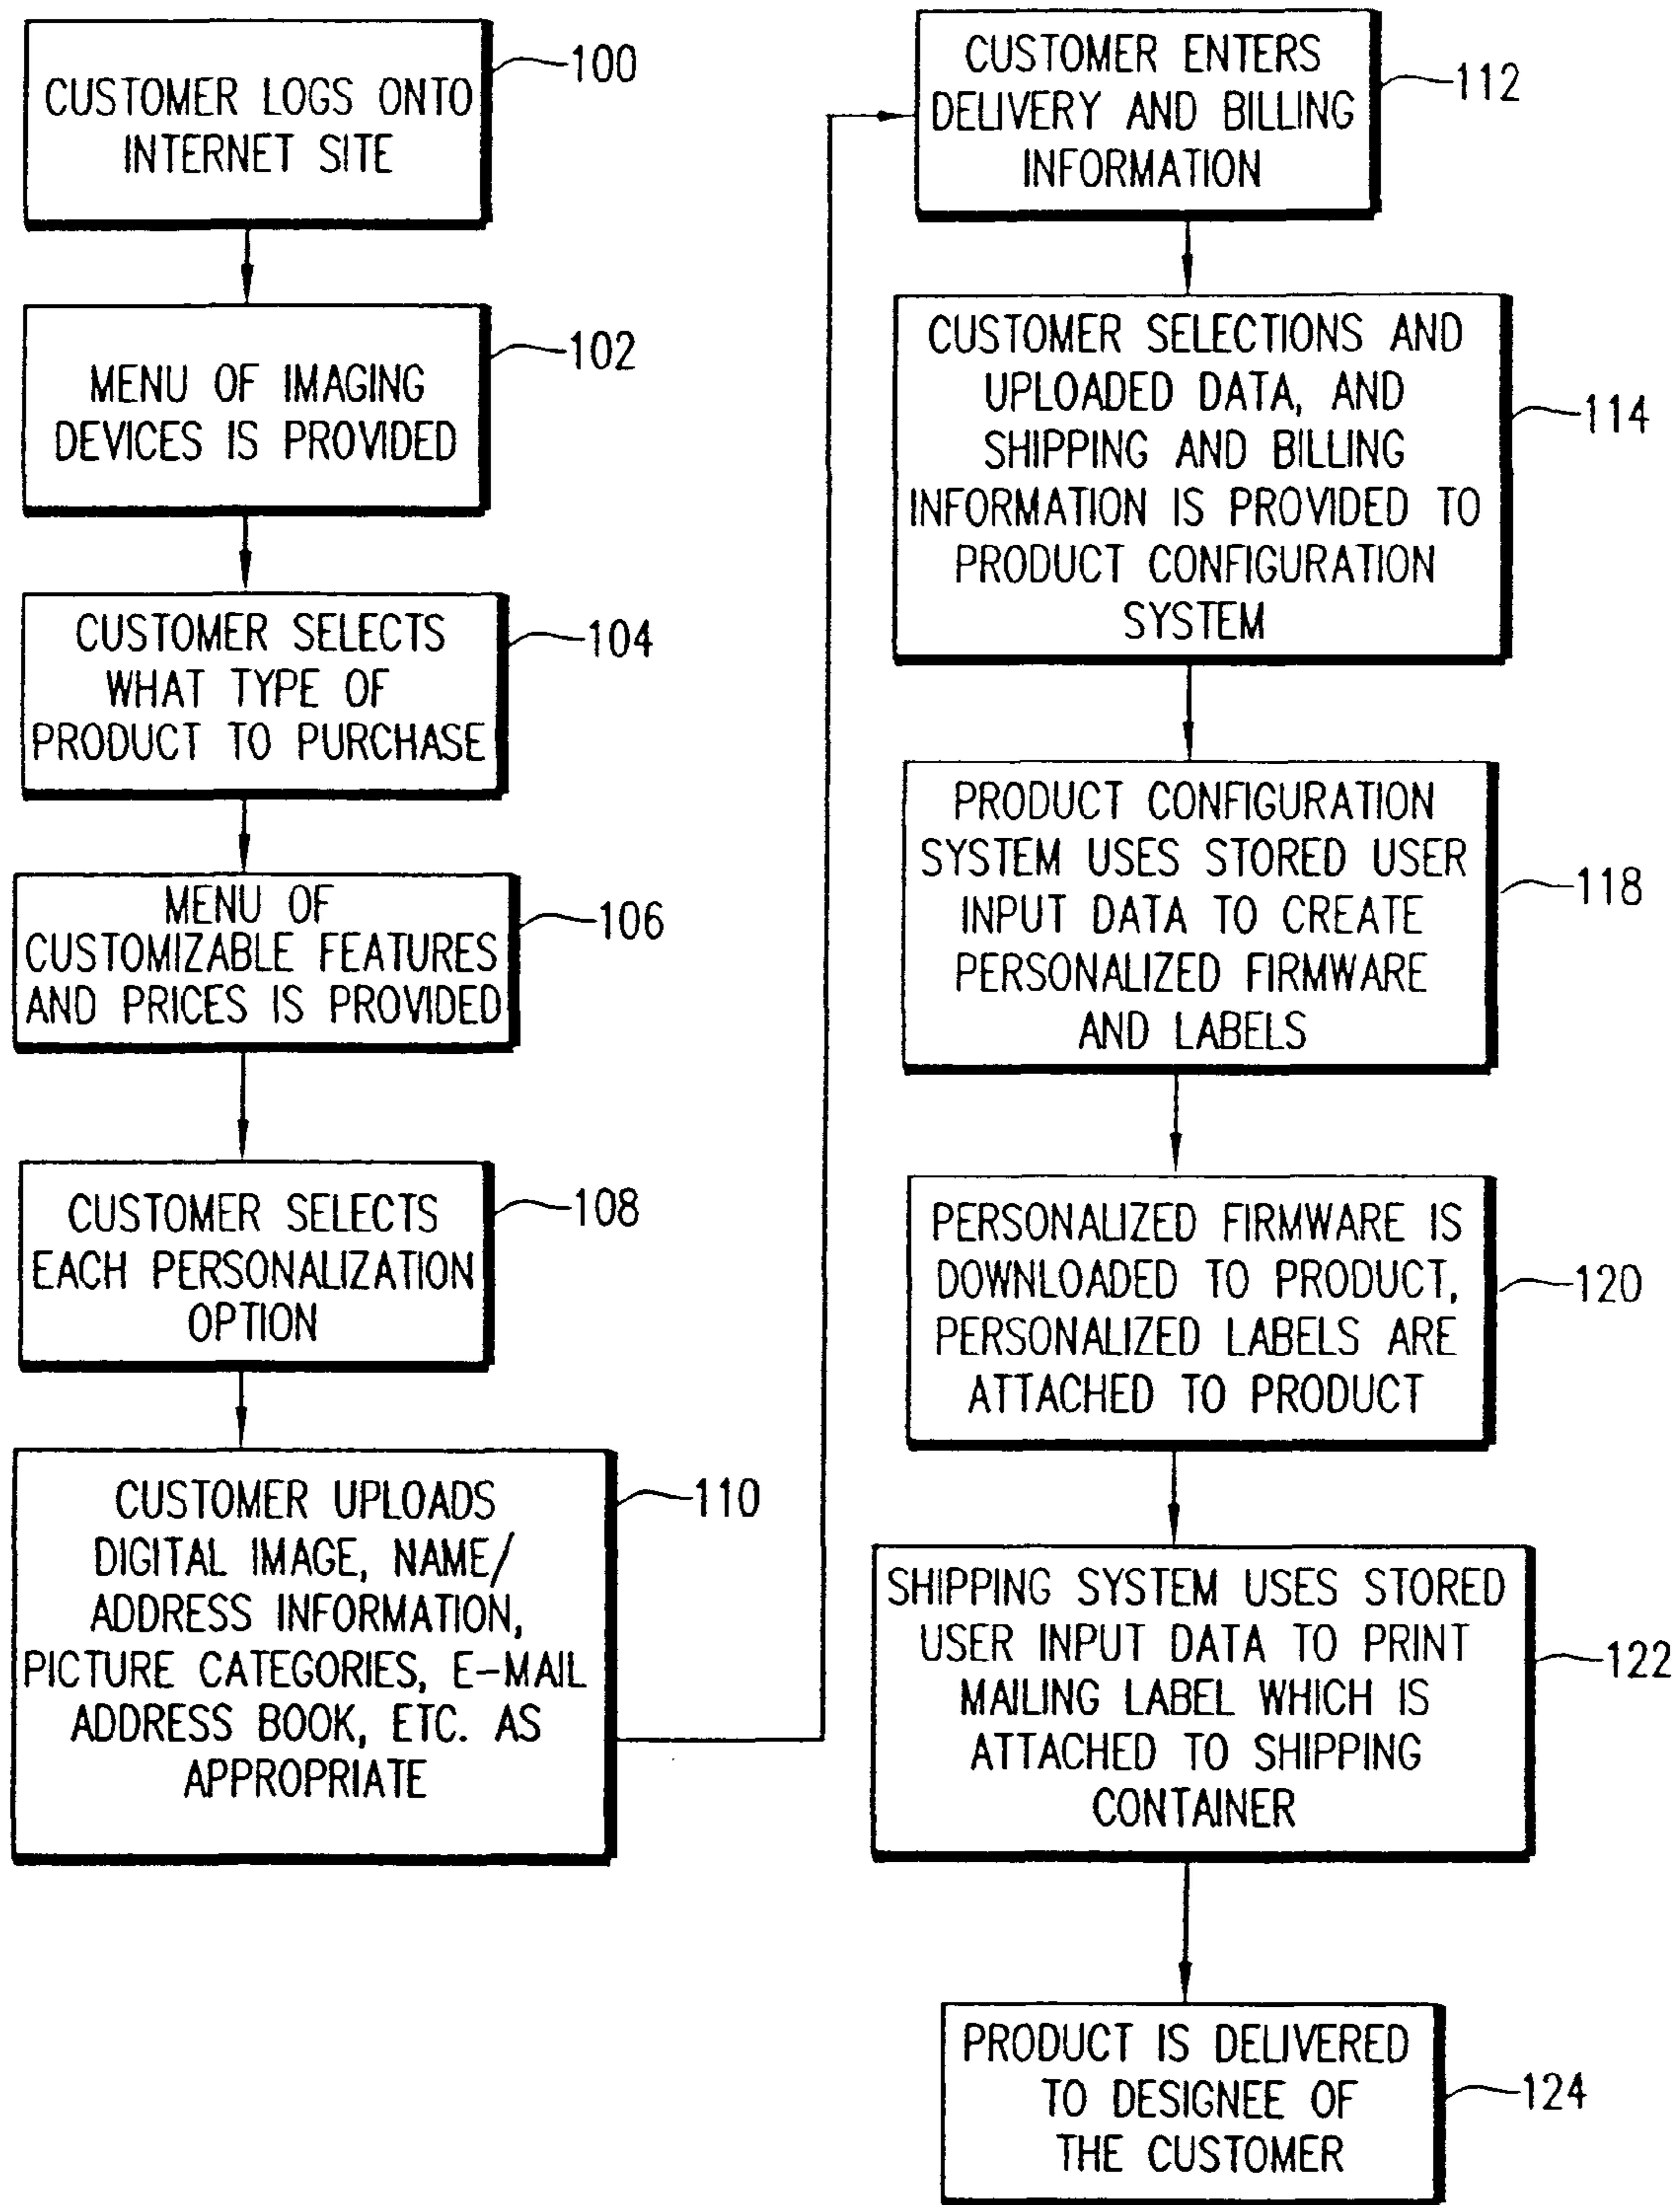 CUSTOMER LOGS ONTO
INTERNET SITE
100
MENU OF IMAGING
DEVICES IS PROVIDED
102
CUSTOMER SELECTS
WHAT TYPE OF
PRODUCT TO PURCHASE
104
MENU OF
CUSTOMIZABLE FEATURES
AND PRICES IS PROVIDED
106
CUSTOMER SELECTS
EACH PERSONALIZATION
OPTION
108
CUSTOMER UPLOADS
DIGITAL IMAGE, NAME/
ADDRESS INFORMATION,
PICTURE CATEGORIES, E-MAIL
ADDRESS BOOK, ETC. AS
APPROPRIATE
110
CUSTOMER ENTERS
DELIVERY AND BILLING
INFORMATION
112
CUSTOMER SELECTIONS AND
UPLOADED DATA, AND
SHIPPING AND BILLING
INFORMATION IS PROVIDED TO
PRODUCT CONFIGURATION
SYSTEM
114
PRODUCT CONFIGURATION
SYSTEM USES STORED USER
INPUT DATA TO CREATE
PERSONALIZED FIRMWARE
AND LABELS
118
PERSONALIZED FIRMWARE IS
DOWNLOADED TO PRODUCT,
PERSONALIZED LABELS ARE
ATTACHED TO PRODUCT
120
SHIPPING SYSTEM USES STORED
USER INPUT DATA TO PRINT
MAILING LABEL WHICH IS
ATTACHED TO SHIPPING
CONTAINER
122
PRODUCT IS DELIVERED
TO DESIGNEE OF
THE CUSTOMER
124